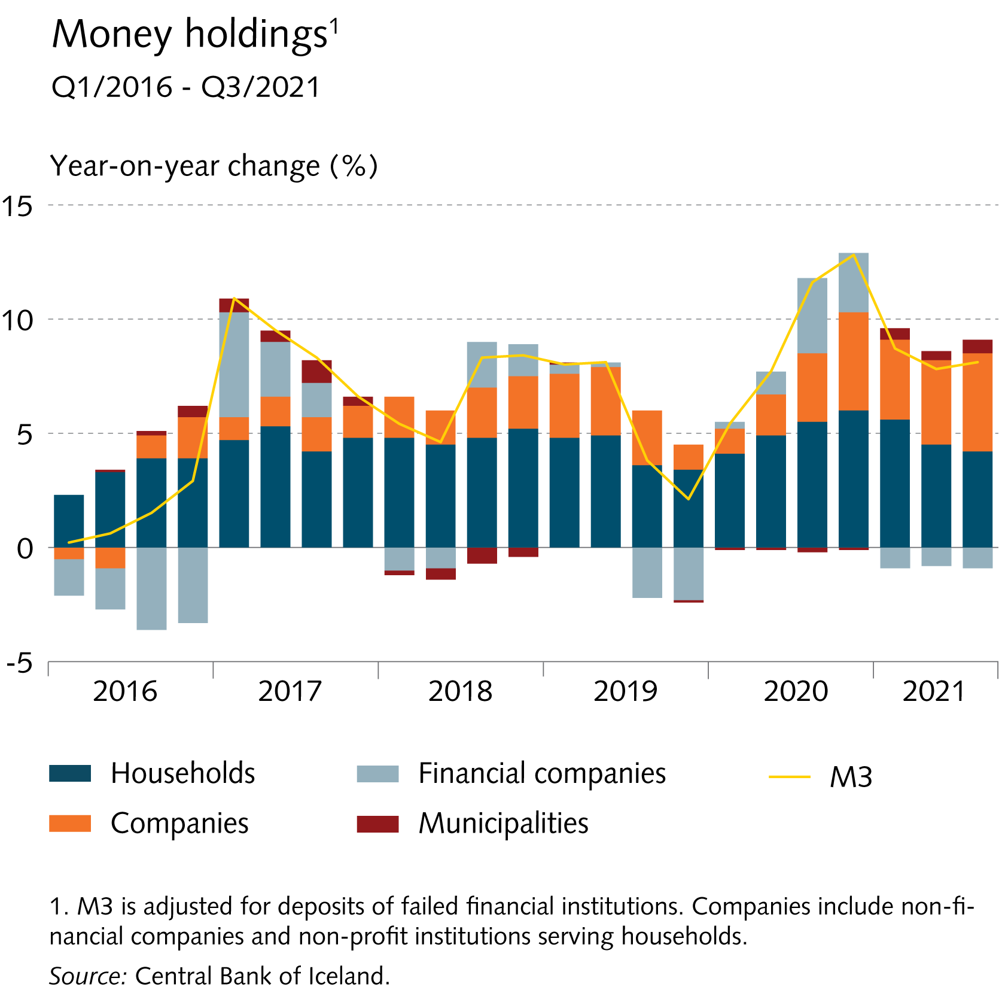 Money holdings¹
Q1/2016 - Q3/2021
Year-on-year change (%)
15
10
5
0
-5
2016 2017 2018 2019 2020 2021
Households Financial companies M3
Companies Municipalities
1. M3 is adjusted for deposits of failed financial institutions. Companies include non-fi-
nancial companies and non-profit institutions serving households.
Source: Central Bank of Iceland.